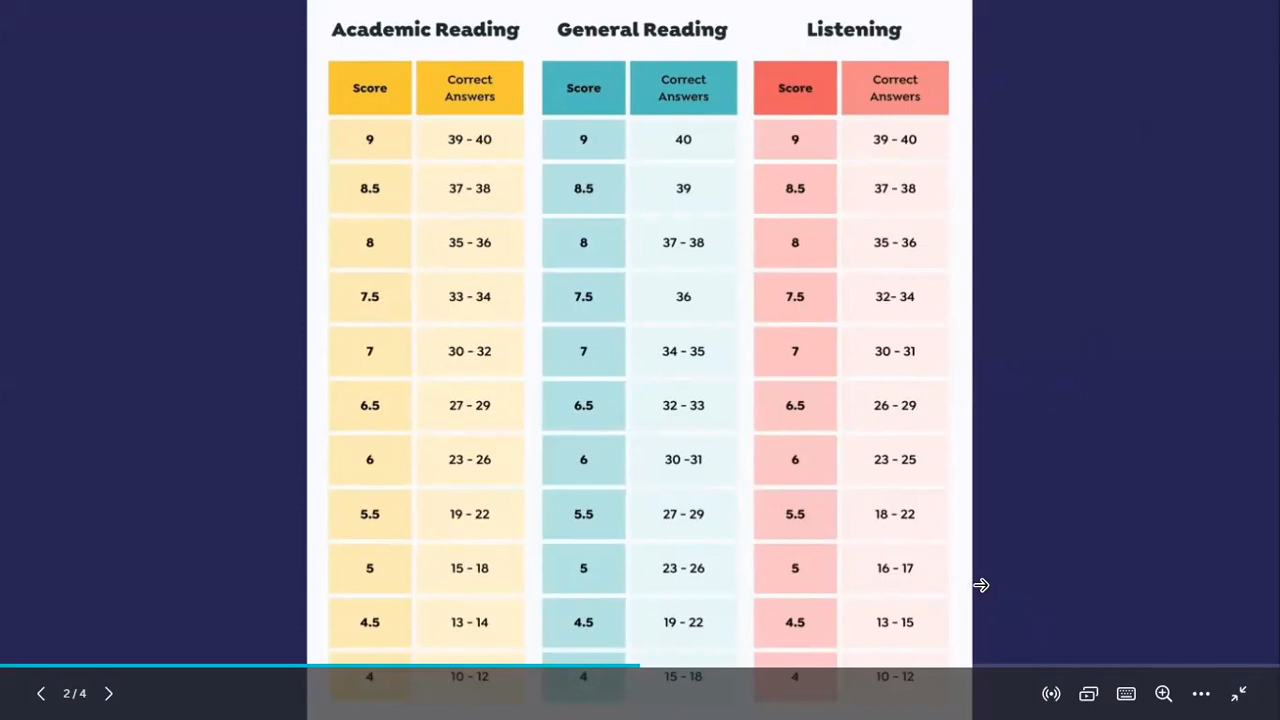 Academic Reading General Reading Listening
Score Correct Answers Score Correct Answers Score Correct Answers
9 39 - 40 9 40 9 39 - 40
8.5 37 - 38 8.5 39 8.5 37 - 38
8 35 - 36 8 37 - 38 8 35 - 36
7.5 33 - 34 7.5 36 7.5 32- 34
7 30 - 32 7 34 - 35 7 30 - 31
6.5 27 - 29 6.5 32 - 33 6.5 26 - 29
6 23 - 26 6 30 -31 6 23 - 25
5.5 19 - 22 5.5 27 - 29 5.5 18 - 22
5 15 - 18 5 23 - 26 5 16 - 17
4.5 13 - 14 4.5 19 - 22 4.5 13 - 15
4 10 - 12 4 15 - 18 4 10 - 12
2/4